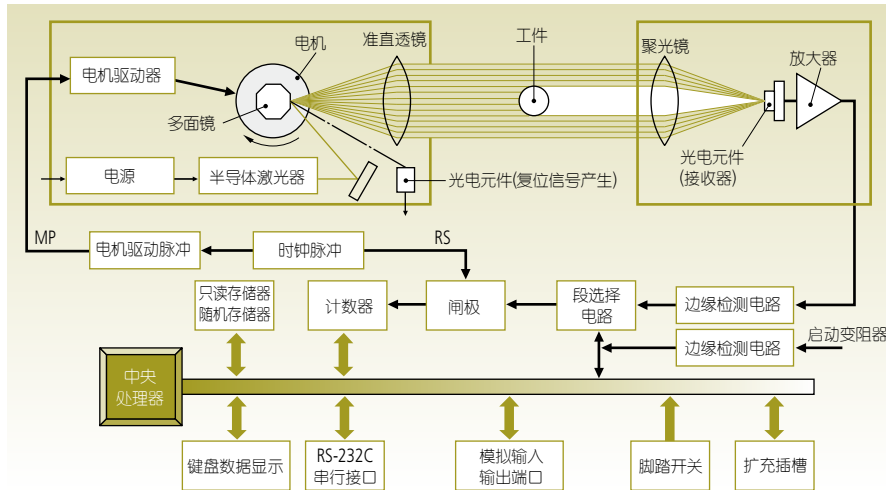 电机
准直透镜
工件
聚光镜
放大器
电机驱动器
多面镜
光电元件
(接收器)
电源
半导体激光器
光电元件(复位信号产生)
MP
电机驱动脉冲
时钟脉冲
RS
只读存储器
随机存储器
计数器
闸极
段选择
电路
边缘检测电路
边缘检测电路
启动变阻器
中央
处理器
键盘数据显示
RS-232C
串行接口
模拟输入
输出端口
脚踏开关
扩充插槽